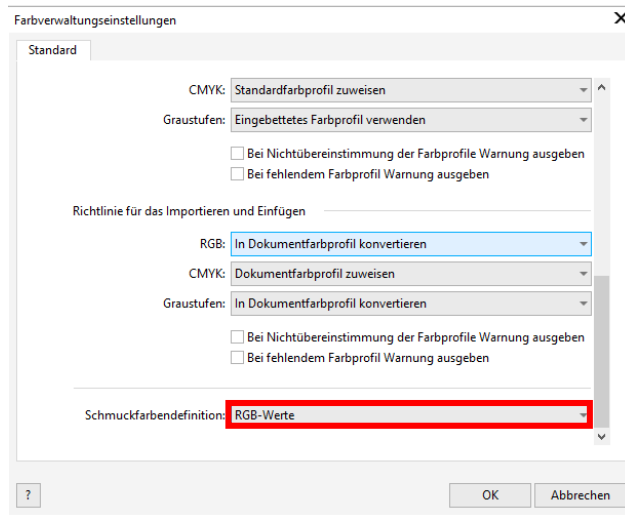 Farbverwaltungseinstellungen
Standard
CMYK: Standardfarbprofil zuweisen
Graustufen: Eingebettetes Farbprofil verwenden
Bei Nichtübereinstimmung der Farbprofile Warnung ausgeben
Bei fehlendem Farbprofil Warnung ausgeben
Richtlinie für das Importieren und Einfügen
RGB: In Dokumentfarbprofil konvertieren
CMYK: Dokumentfarbprofil zuweisen
Graustufen: In Dokumentfarbprofil konvertieren
Bei Nichtübereinstimmung der Farbprofile Warnung ausgeben
Bei fehlendem Farbprofil Warnung ausgeben
Schmuckfarbendefinition: RGB-Werte
? OK Abbrechen